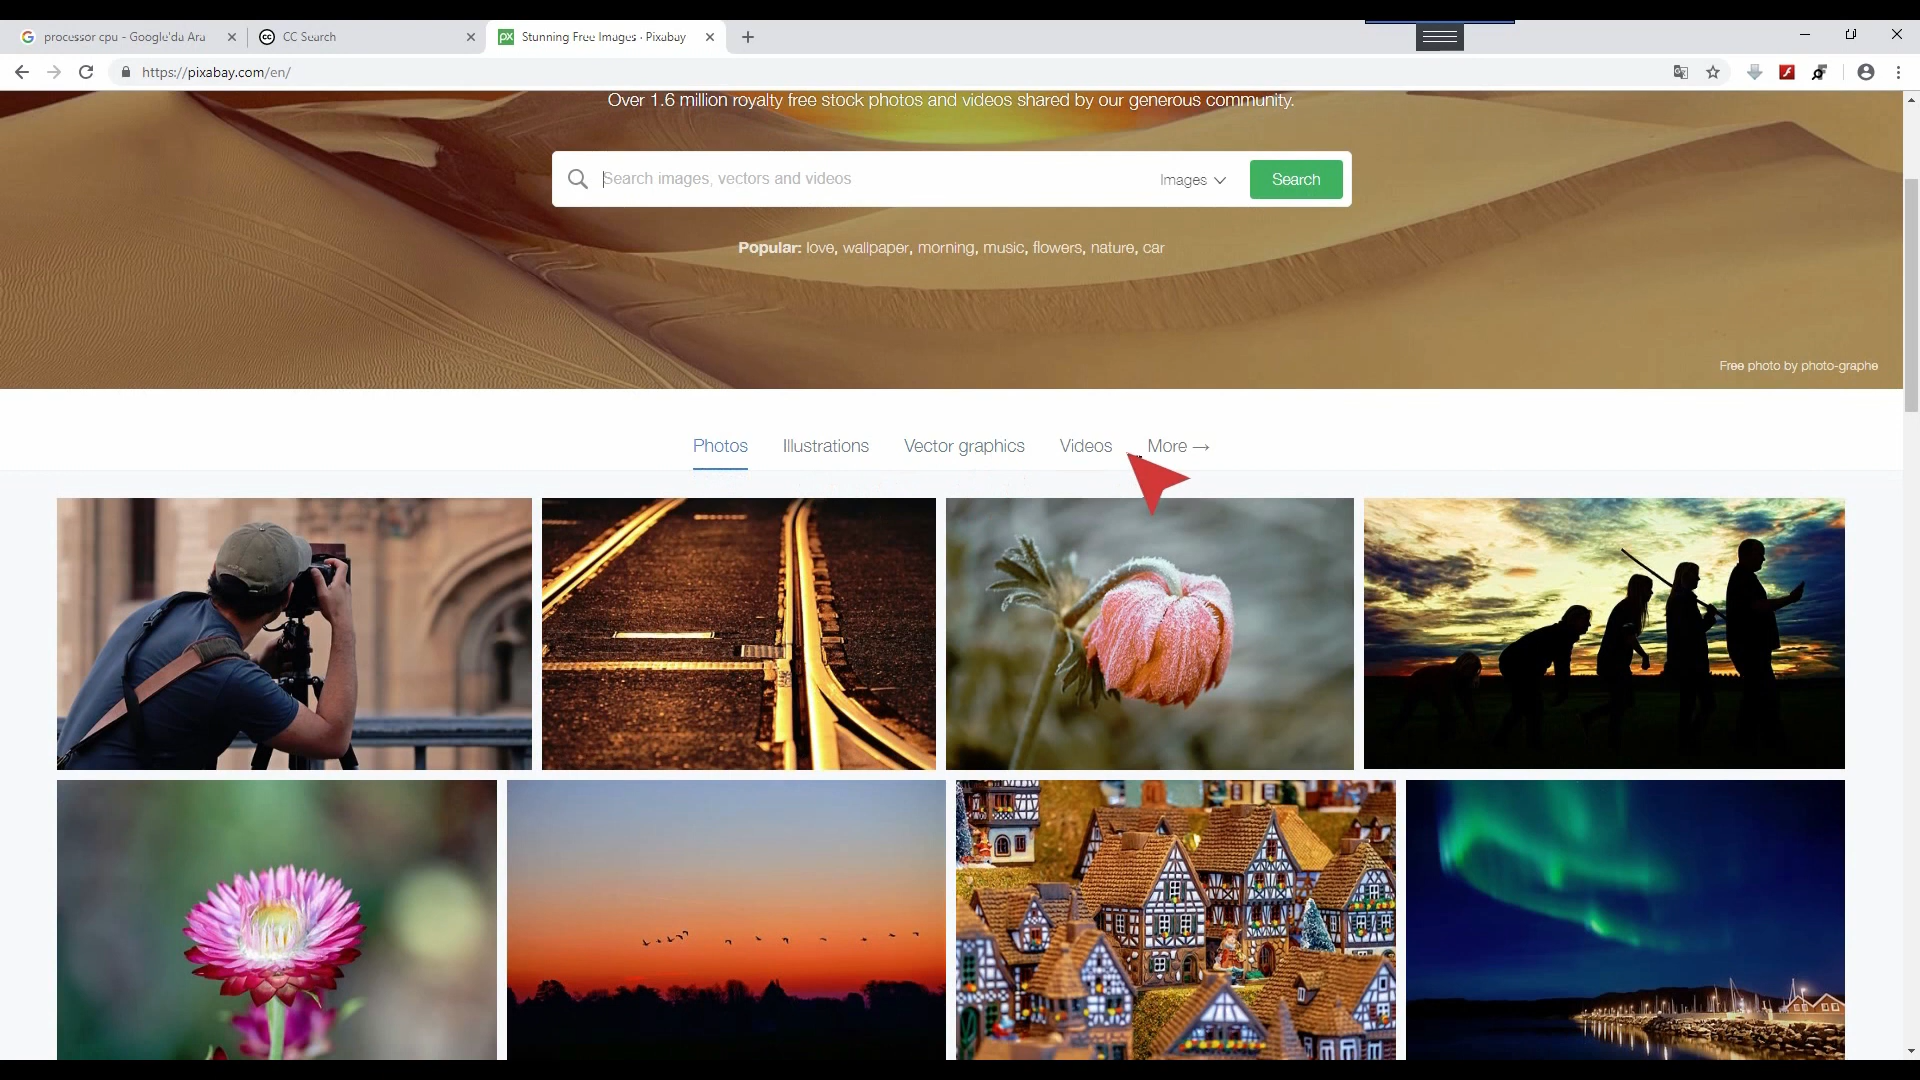 processor cpu - Google'da Ara
CC Search
Stunning Free Images · Pixabay
https://pixabay.com/en/
Over 1.6 million royalty free stock photos and videos shared by our generous community.
Search images, vectors and videos
Images
Search
Popular: love, wallpaper, morning, music, flowers, nature, car
Free photo by photo-graphe
Photos
Illustrations
Vector graphics
Videos
More →